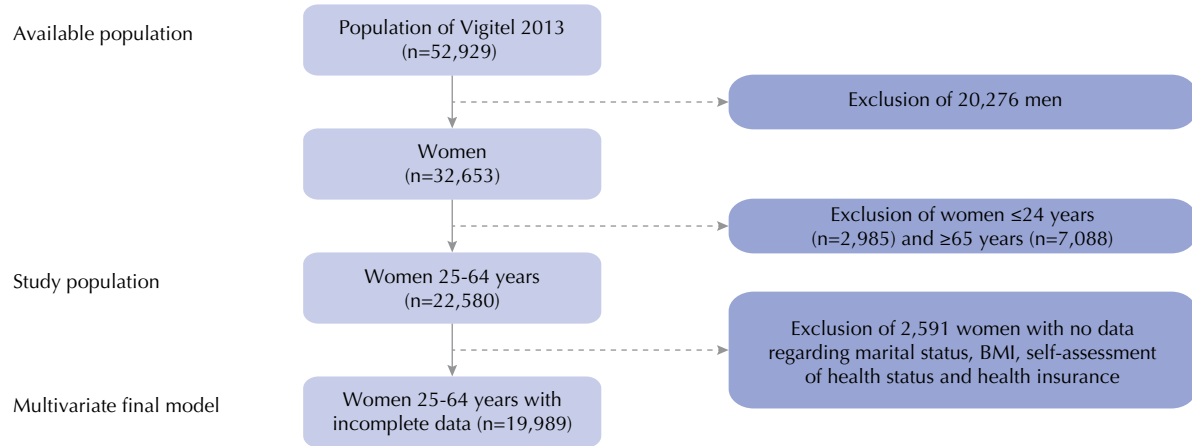 Available population
Population of Vigitel 2013
(n=52,929)
Exclusion of 20,276 men
Women
(n=32,653)
Exclusion of women ≤24 years
(n=2,985) and ≥65 years (n=7,088)
Study population
Women 25-64 years
(n=22,580)
Exclusion of 2,591 women with no data
regarding marital status, BMI, self-assessment
of health status and health insurance
Multivariate final model
Women 25-64 years with
incomplete data (n=19,989)